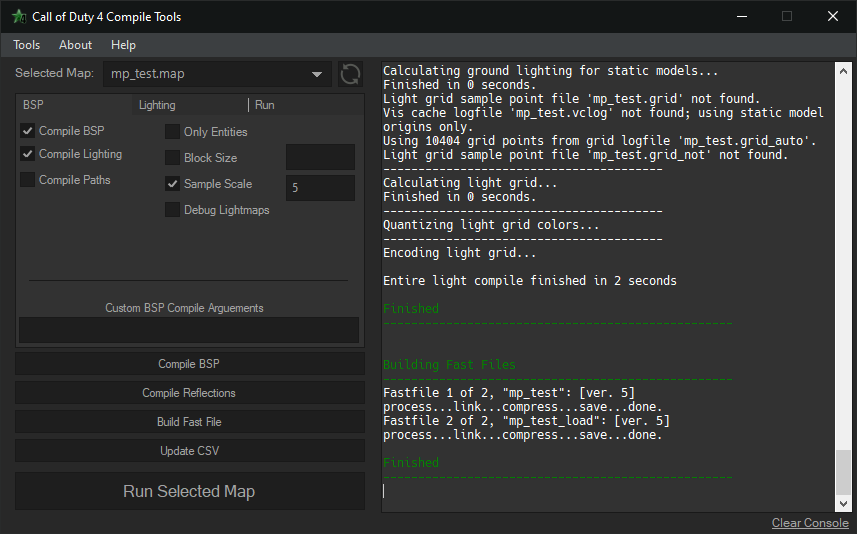 Call of Duty 4 Compile Tools
Tools About Help
Selected Map: mp_test.map
BSP Lighting Run
Compile BSP
Compile Lighting
Compile Paths
Only Entities
Block Size
Sample Scale 5
Debug Lightmaps
Custom BSP Compile Arguements
Compile BSP
Compile Reflections
Build Fast File
Update CSV
Run Selected Map
Calculating ground lighting for static models...
Finished in 0 seconds.
Light grid sample point file 'mp_test.grid' not found.
Vis cache logfile 'mp_test.vclog' not found; using static model
origins only.
Using 10404 grid points from grid logfile 'mp_test.grid_auto'.
Light grid sample point file 'mp_test.grid_not' not found.
----------------------------------------
Calculating light grid...
Finished in 0 seconds.
----------------------------------------
Quantizing light grid colors...
----------------------------------------
Encoding light grid...
Entire light compile finished in 2 seconds
Finished
--------------------------------------------------
Building Fast Files
--------------------------------------------------
Fastfile 1 of 2, "mp_test": [ver. 5]
process...link...compress...save...done.
Fastfile 2 of 2, "mp_test_load": [ver. 5]
process...link...compress...save...done.
Finished
--------------------------------------------------
Clear Console